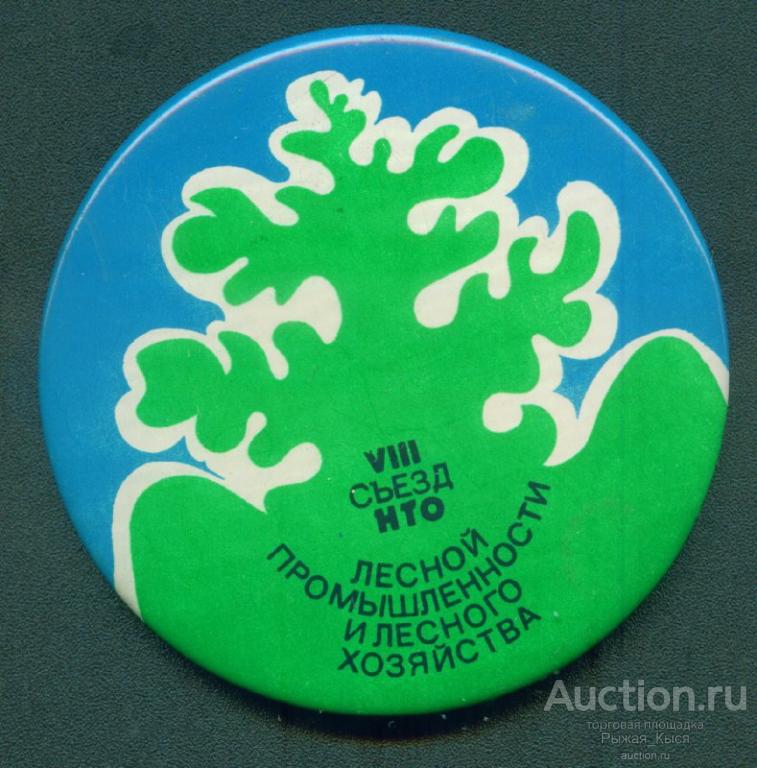 VIII
СЪЕЗД
НТО
ЛЕСНОЙ
ПРОМЫШЛЕННОСТИ
И ЛЕСНОГО
ХОЗЯЙСТВА
Auction.ru
торговая площадка
Рыжая_Кыся
auction.ru